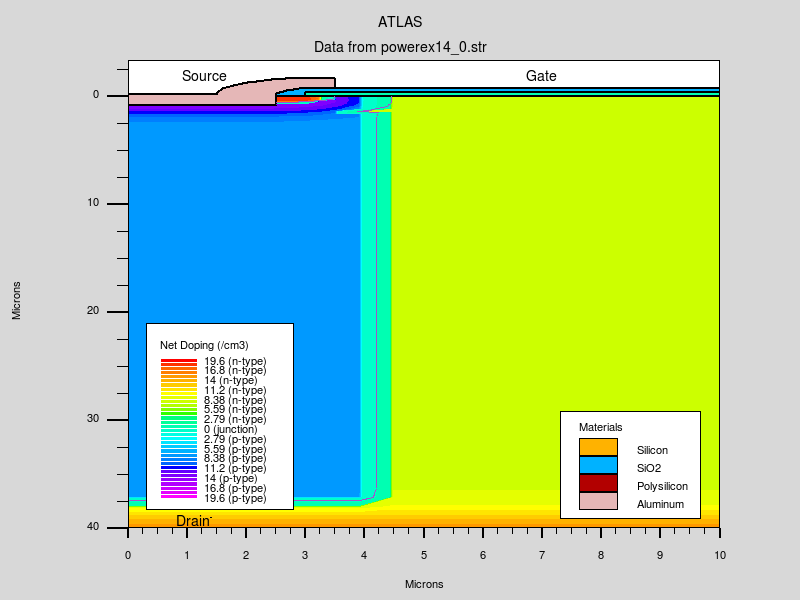 ATLAS
Data from powerex14_0.str
Source
Gate
0
10
20
30
40
Microns
Net Doping (/cm3)
19.6 (n-type)
16.8 (n-type)
14 (n-type)
11.2 (n-type)
8.38 (n-type)
5.59 (n-type)
2.79 (n-type)
0 (junction)
2.79 (p-type)
5.59 (p-type)
8.38 (p-type)
11.2 (p-type)
14 (p-type)
16.8 (p-type)
19.6 (p-type)
Materials
Silicon
SiO2
Polysilicon
Aluminum
Drain
0 1 2 3 4 5 6 7 8 9 10
Microns